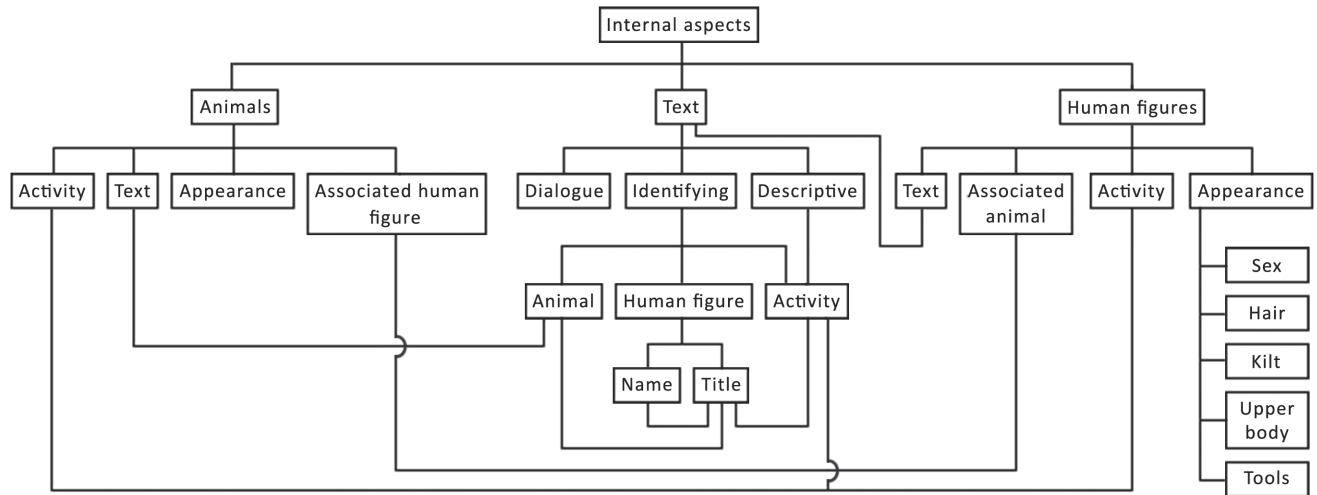 Internal aspects
Animals
Text
Human figures
Activity
Text
Appearance
Associated human
figure
Dialogue
Identifying
Descriptive
Text
Associated
animal
Activity
Appearance
Sex
Animal
Human figure
Activity
Hair
Kilt
Name
Title
Upper
body
Tools